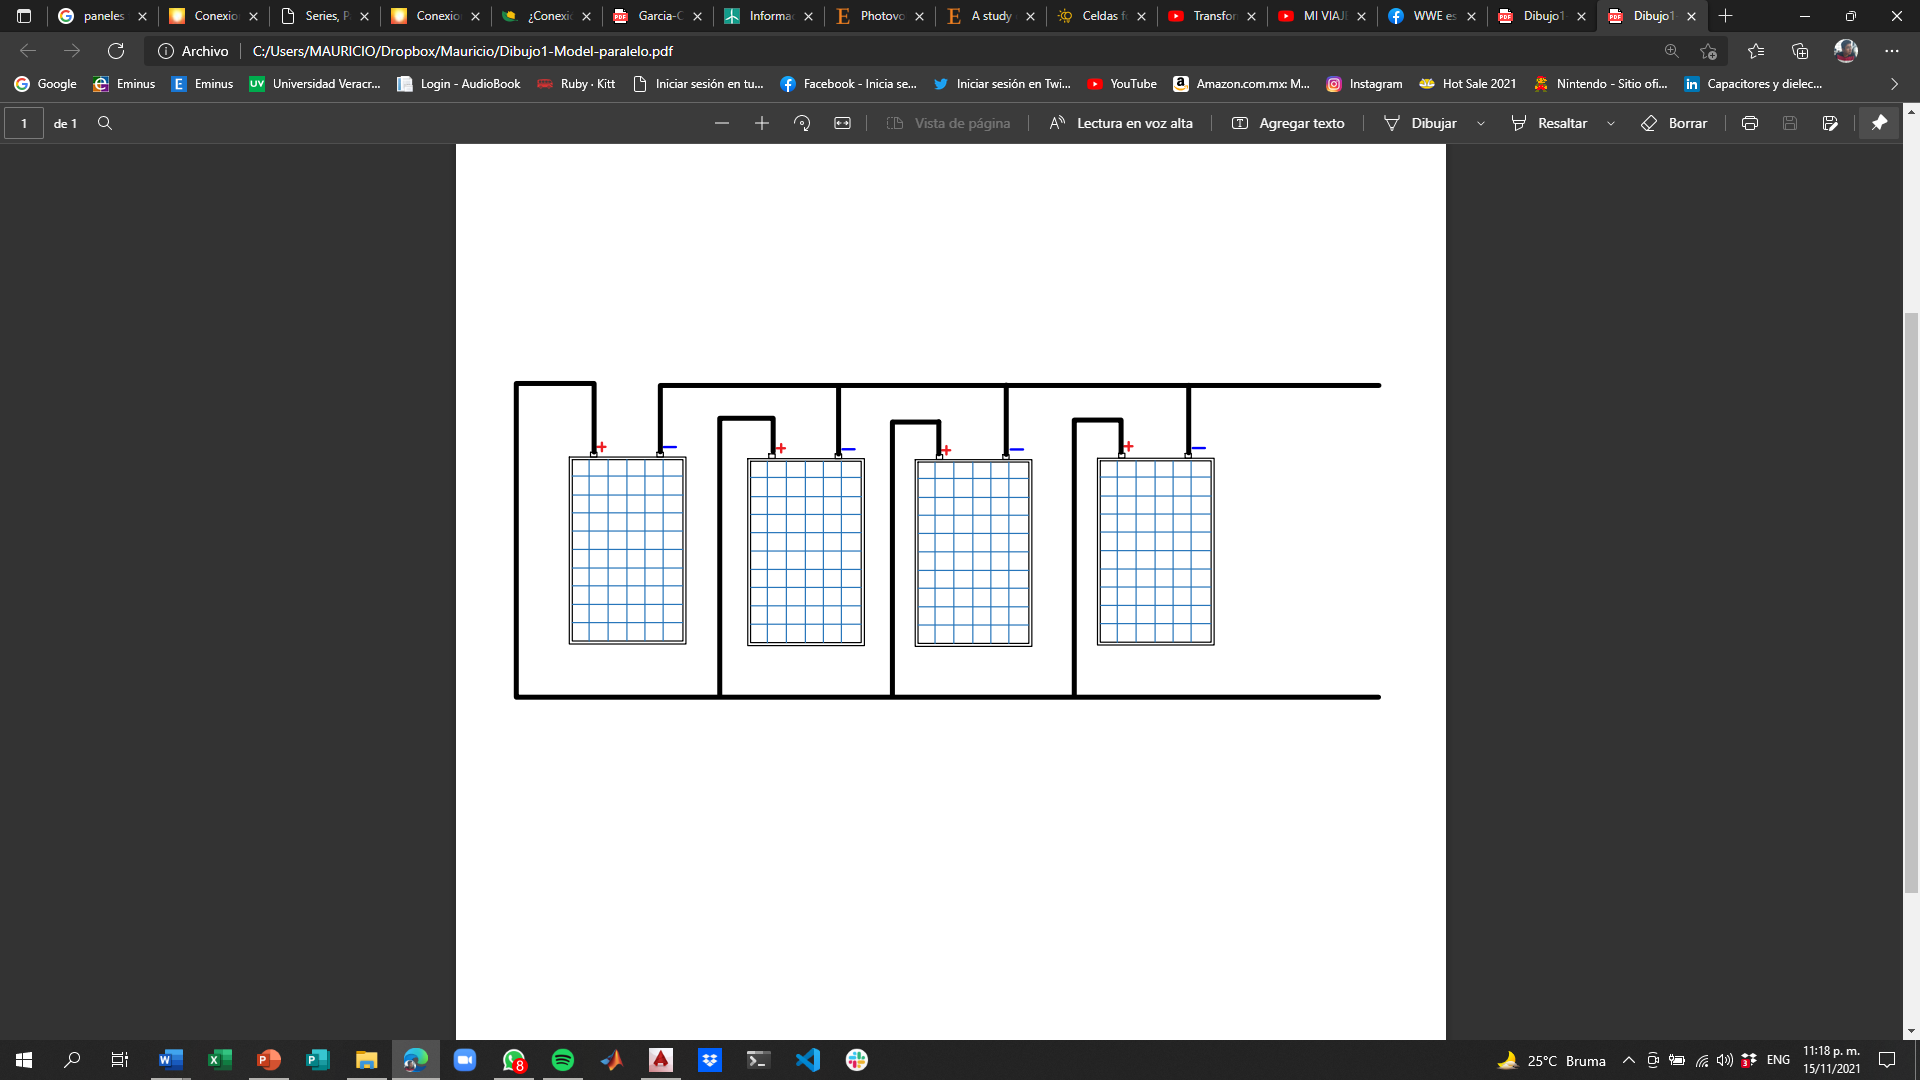 paneles
Conexio
Series, P
Conexio
¿Conexic
Garcia-C
Informac
Photovo
A study
Celdas f
Transfor
MI VIAJE
WWE es
Dibujo1
Dibujo1-
Archivo C:/Users/MAURICIO/Dropbox/Mauricio/Dibujo1-Model-paralelo.pdf
Google Eminus Eminus Universidad Veracr... Login - AudioBook Ruby · Kitt Iniciar sesión en tu... Facebook - Inicia se... Iniciar sesión en Twi... YouTube Amazon.com.mx: M... Instagram Hot Sale 2021 Nintendo - Sitio ofi... Capacitores y dielec...
1 de 1 Vista de página Lectura en voz alta Agregar texto Dibujar Resaltar Borrar
+ − + − + − + −
25°C Bruma ENG 11:18 p. m.
15/11/2021